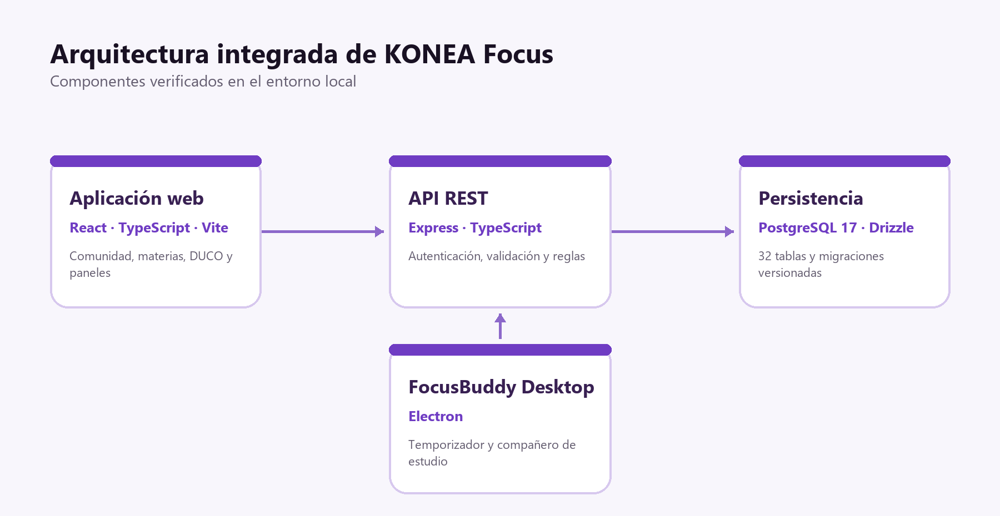 Arquitectura integrada de KONEA Focus
Componentes verificados en el entorno local
Aplicación web
React · TypeScript · Vite
Comunidad, materias, DUCO y
paneles
API REST
Express · TypeScript
Autenticación, validación y reglas
Persistencia
PostgreSQL 17 · Drizzle
32 tablas y migraciones
versionadas
FocusBuddy Desktop
Electron
Temporizador y compañero de
estudio